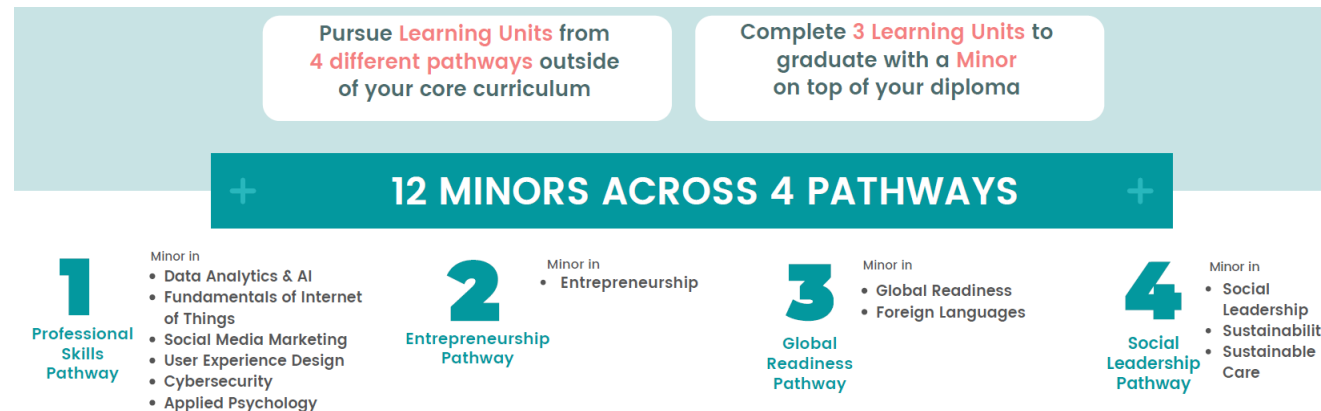 Pursue Learning Units from
4 different pathways outside
of your core curriculum
Complete 3 Learning Units to
graduate with a Minor
on top of your diploma
+ 12 MINORS ACROSS 4 PATHWAYS +
1
Professional
Skills
Pathway
Minor in
• Data Analytics & AI
• Fundamentals of Internet
of Things
• Social Media Marketing
• User Experience Design
• Cybersecurity
• Applied Psychology
2
Entrepreneurship
Pathway
Minor in
• Entrepreneurship
3
Global
Readiness
Pathway
Minor in
• Global Readiness
• Foreign Languages
4
Social
Leadership
Pathway
Minor in
• Social
Leadership
• Sustainabilit
• Sustainable
Care